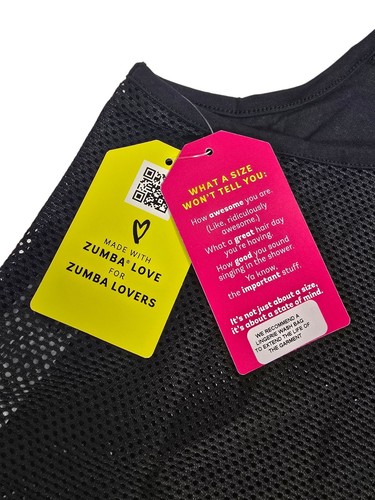 MADE WITH
ZUMBA® LOVE
FOR
ZUMBA LOVERS
WHAT A SIZE
WON'T TELL YOU:
How awesome you are.
(Like, ridiculously
awesome.)
What a great hair day
you're having.
How good you sound
singing in the shower.
Ya know,
the important stuff.
It's not just about a size,
it's about a state of mind.
WE RECOMMEND A
LINGERIE WASH BAG
TO EXTEND THE LIFE OF
THE GARMENT